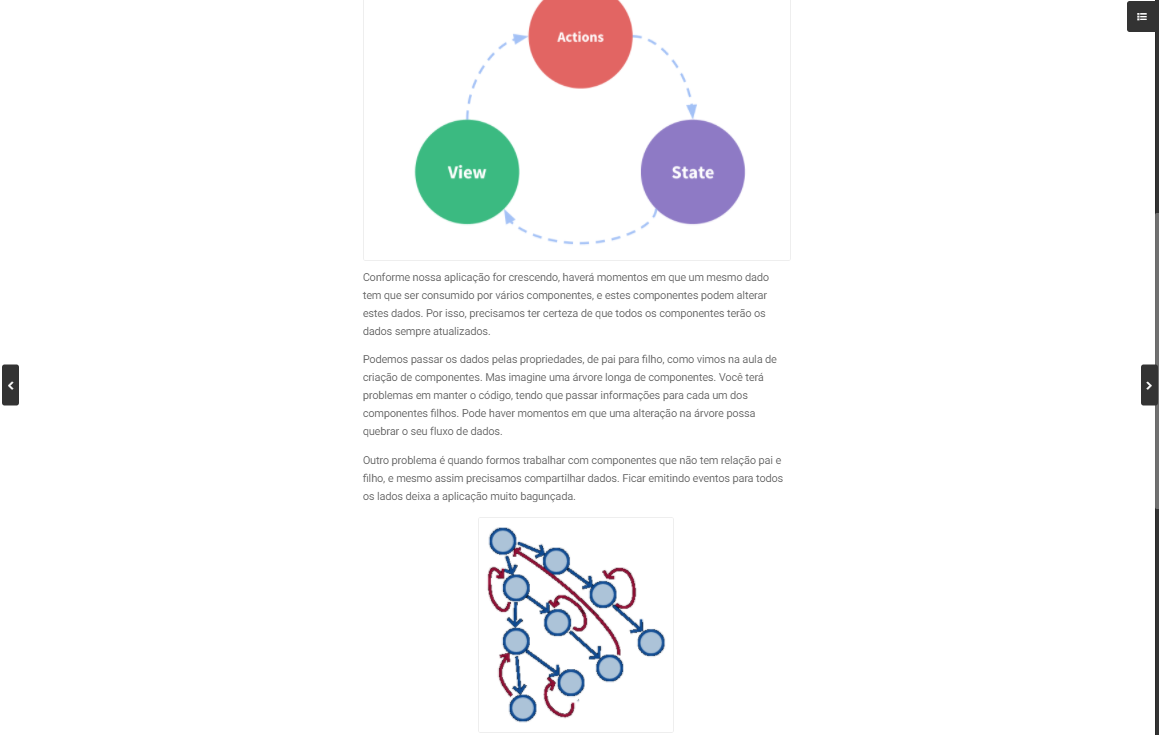 Actions
View
State
Conforme nossa aplicação for crescendo, haverá momentos em que um mesmo dado
tem que ser consumido por vários componentes, e estes componentes podem alterar
estes dados. Por isso, precisamos ter certeza de que todos os componentes terão os
dados sempre atualizados.
Podemos passar os dados pelas propriedades, de pai para filho, como vimos na aula de
criação de componentes. Mas imagine uma árvore longa de componentes. Você terá
problemas em manter o código, tendo que passar informações para cada um dos
componentes filhos. Pode haver momentos em que uma alteração na árvore possa
quebrar o seu fluxo de dados.
Outro problema é quando formos trabalhar com componentes que não tem relação pai e
filho, e mesmo assim precisamos compartilhar dados. Ficar emitindo eventos para todos
os lados deixa a aplicação muito bagunçada.